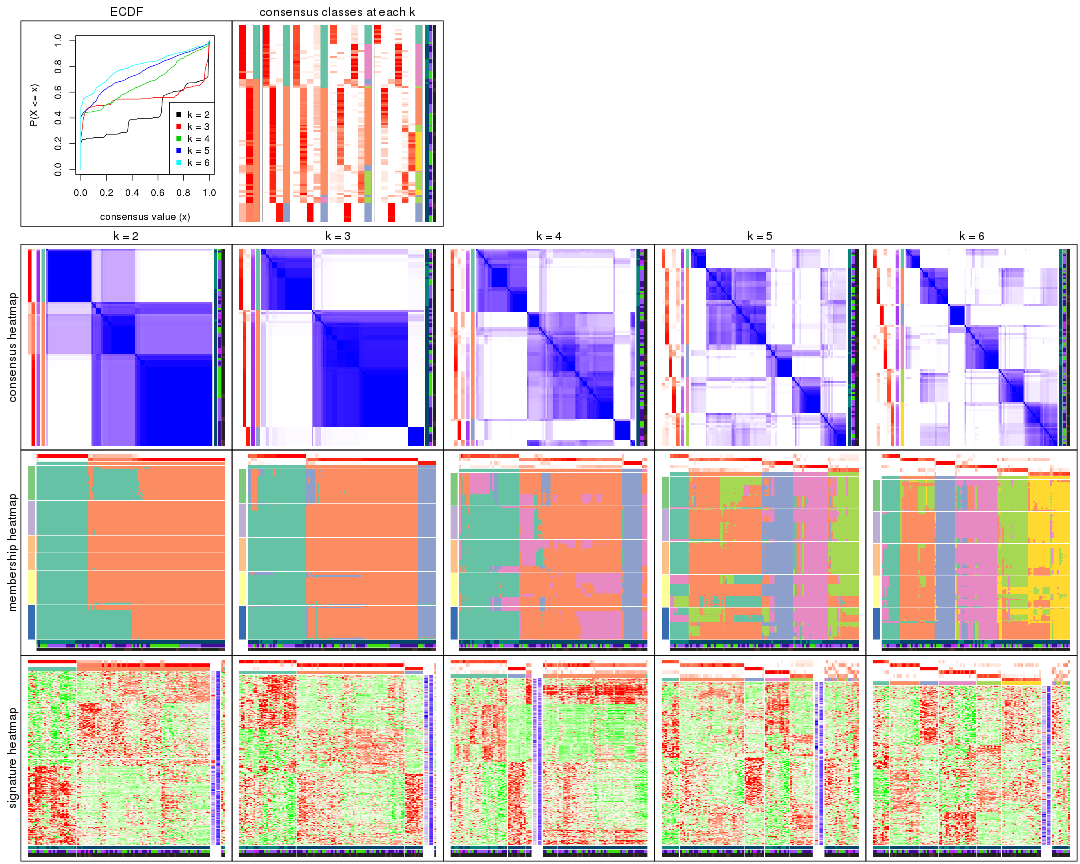 ECDF
consensus classes at each k
P(X <= x)
0.0 0.2 0.4 0.6 0.8 1.0
k = 2
k = 3
k = 4
k = 5
k = 6
0.0 0.2 0.4 0.6 0.8 1.0
consensus value (x)
k = 2
k = 3
k = 4
k = 5
k = 6
consensus heatmap
membership heatmap
signature heatmap